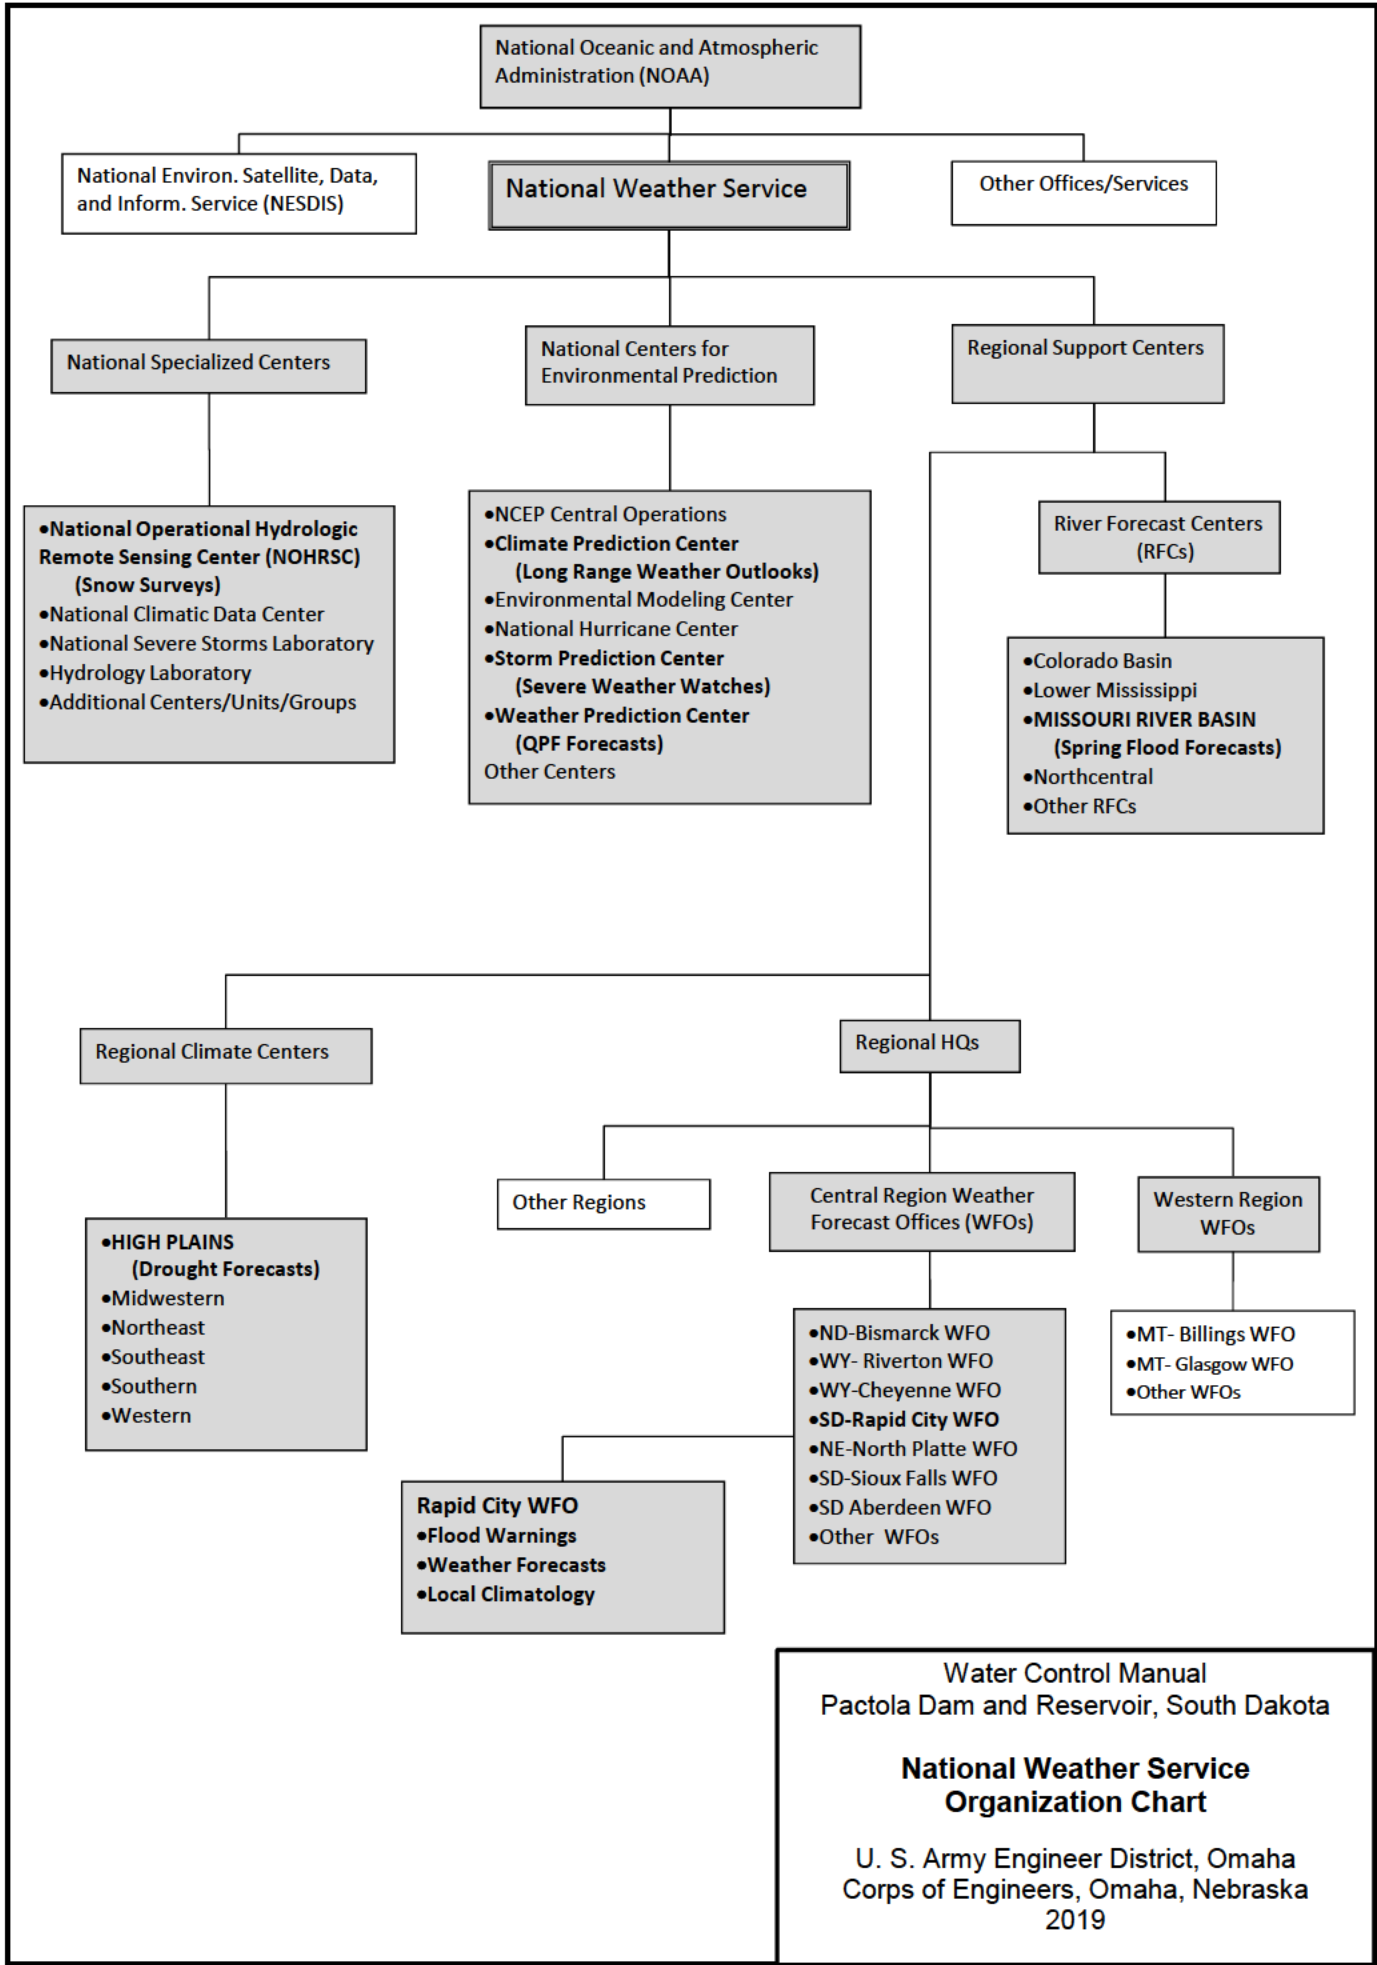 National Oceanic and Atmospheric
Administration (NOAA)
National Environ. Satellite, Data,
and Inform. Service (NESDIS)
National Weather Service
Other Offices/Services
National Specialized Centers
National Centers for
Environmental Prediction
Regional Support Centers
•National Operational Hydrologic
Remote Sensing Center (NOHRSC)
(Snow Surveys)
•National Climatic Data Center
•National Severe Storms Laboratory
•Hydrology Laboratory
•Additional Centers/Units/Groups
•NCEP Central Operations
•Climate Prediction Center
(Long Range Weather Outlooks)
•Environmental Modeling Center
•National Hurricane Center
•Storm Prediction Center
(Severe Weather Watches)
•Weather Prediction Center
(QPF Forecasts)
Other Centers
River Forecast Centers
(RFCs)
•Colorado Basin
•Lower Mississippi
•MISSOURI RIVER BASIN
(Spring Flood Forecasts)
•Northcentral
•Other RFCs
Regional Climate Centers
Regional HQs
•HIGH PLAINS
(Drought Forecasts)
•Midwestern
•Northeast
•Southeast
•Southern
•Western
Other Regions
Central Region Weather
Forecast Offices (WFOs)
Western Region
WFOs
•ND-Bismarck WFO
•WY- Riverton WFO
•WY-Cheyenne WFO
•SD-Rapid City WFO
•NE-North Platte WFO
•SD-Sioux Falls WFO
•SD Aberdeen WFO
•Other WFOs
•MT- Billings WFO
•MT- Glasgow WFO
•Other WFOs
Rapid City WFO
•Flood Warnings
•Weather Forecasts
•Local Climatology
Water Control Manual
Pactola Dam and Reservoir, South Dakota
National Weather Service
Organization Chart
U. S. Army Engineer District, Omaha
Corps of Engineers, Omaha, Nebraska
2019